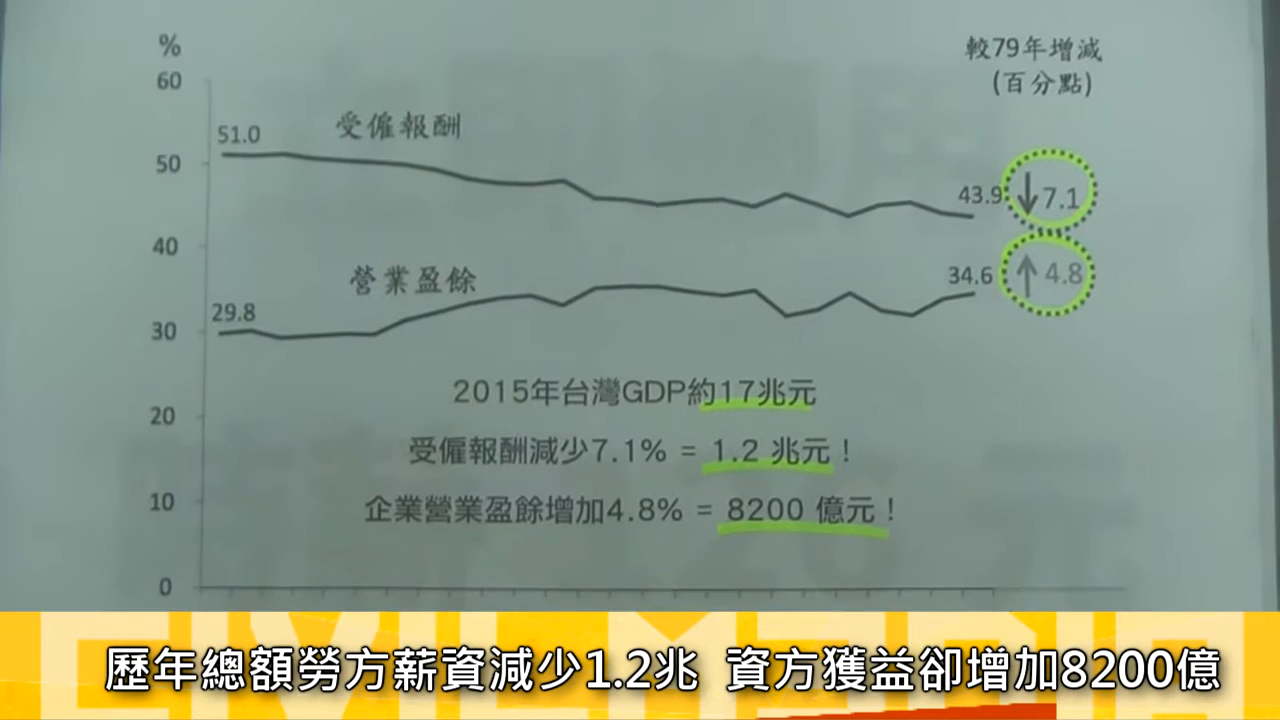 %
較79年增減
(百分點)
60
50
40
30
20
10
0
51.0
受僱報酬
43.9
↓7.1
營業盈餘
29.8
34.6
↑4.8
2015年台灣GDP約17兆元
受僱報酬減少7.1% = 1.2 兆元！
企業營業盈餘增加4.8% = 8200 億元！
歷年總額勞方薪資減少1.2兆 資方獲益卻增加8200億